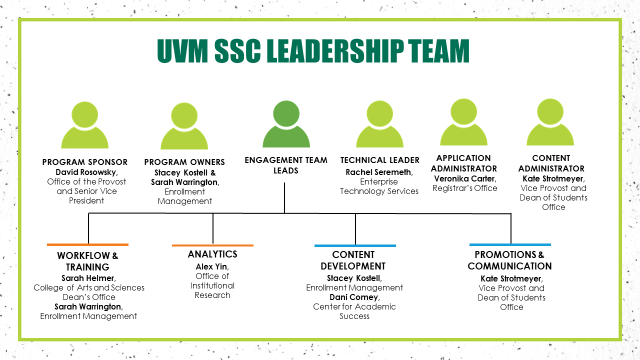 UVM SSC LEADERSHIP TEAM
PROGRAM SPONSOR
David Rosowsky,
Office of the Provost
and Senior Vice
President
PROGRAM OWNERS
Stacey Kostell &
Sarah Warrington,
Enrollment
Management
ENGAGEMENT TEAM
LEADS
TECHNICAL LEADER
Rachel Seremeth,
Enterprise
Technology Services
APPLICATION
ADMINISTRATOR
Veronika Carter,
Registrar's Office
CONTENT
ADMINISTRATOR
Kate Strotmeyer,
Vice Provost and
Dean of Students
Office
WORKFLOW &
TRAINING
Sarah Helmer,
College of Arts and Sciences
Dean's Office
Sarah Warrington,
Enrollment Management
ANALYTICS
Alex Yin,
Office of
Institutional
Research
CONTENT
DEVELOPMENT
Stacey Kostell,
Enrollment Management
Dani Comey,
Center for Academic
Success
PROMOTIONS &
COMMUNICATION
Kate Strotmeyer,
Vice Provost and
Dean of Students
Office